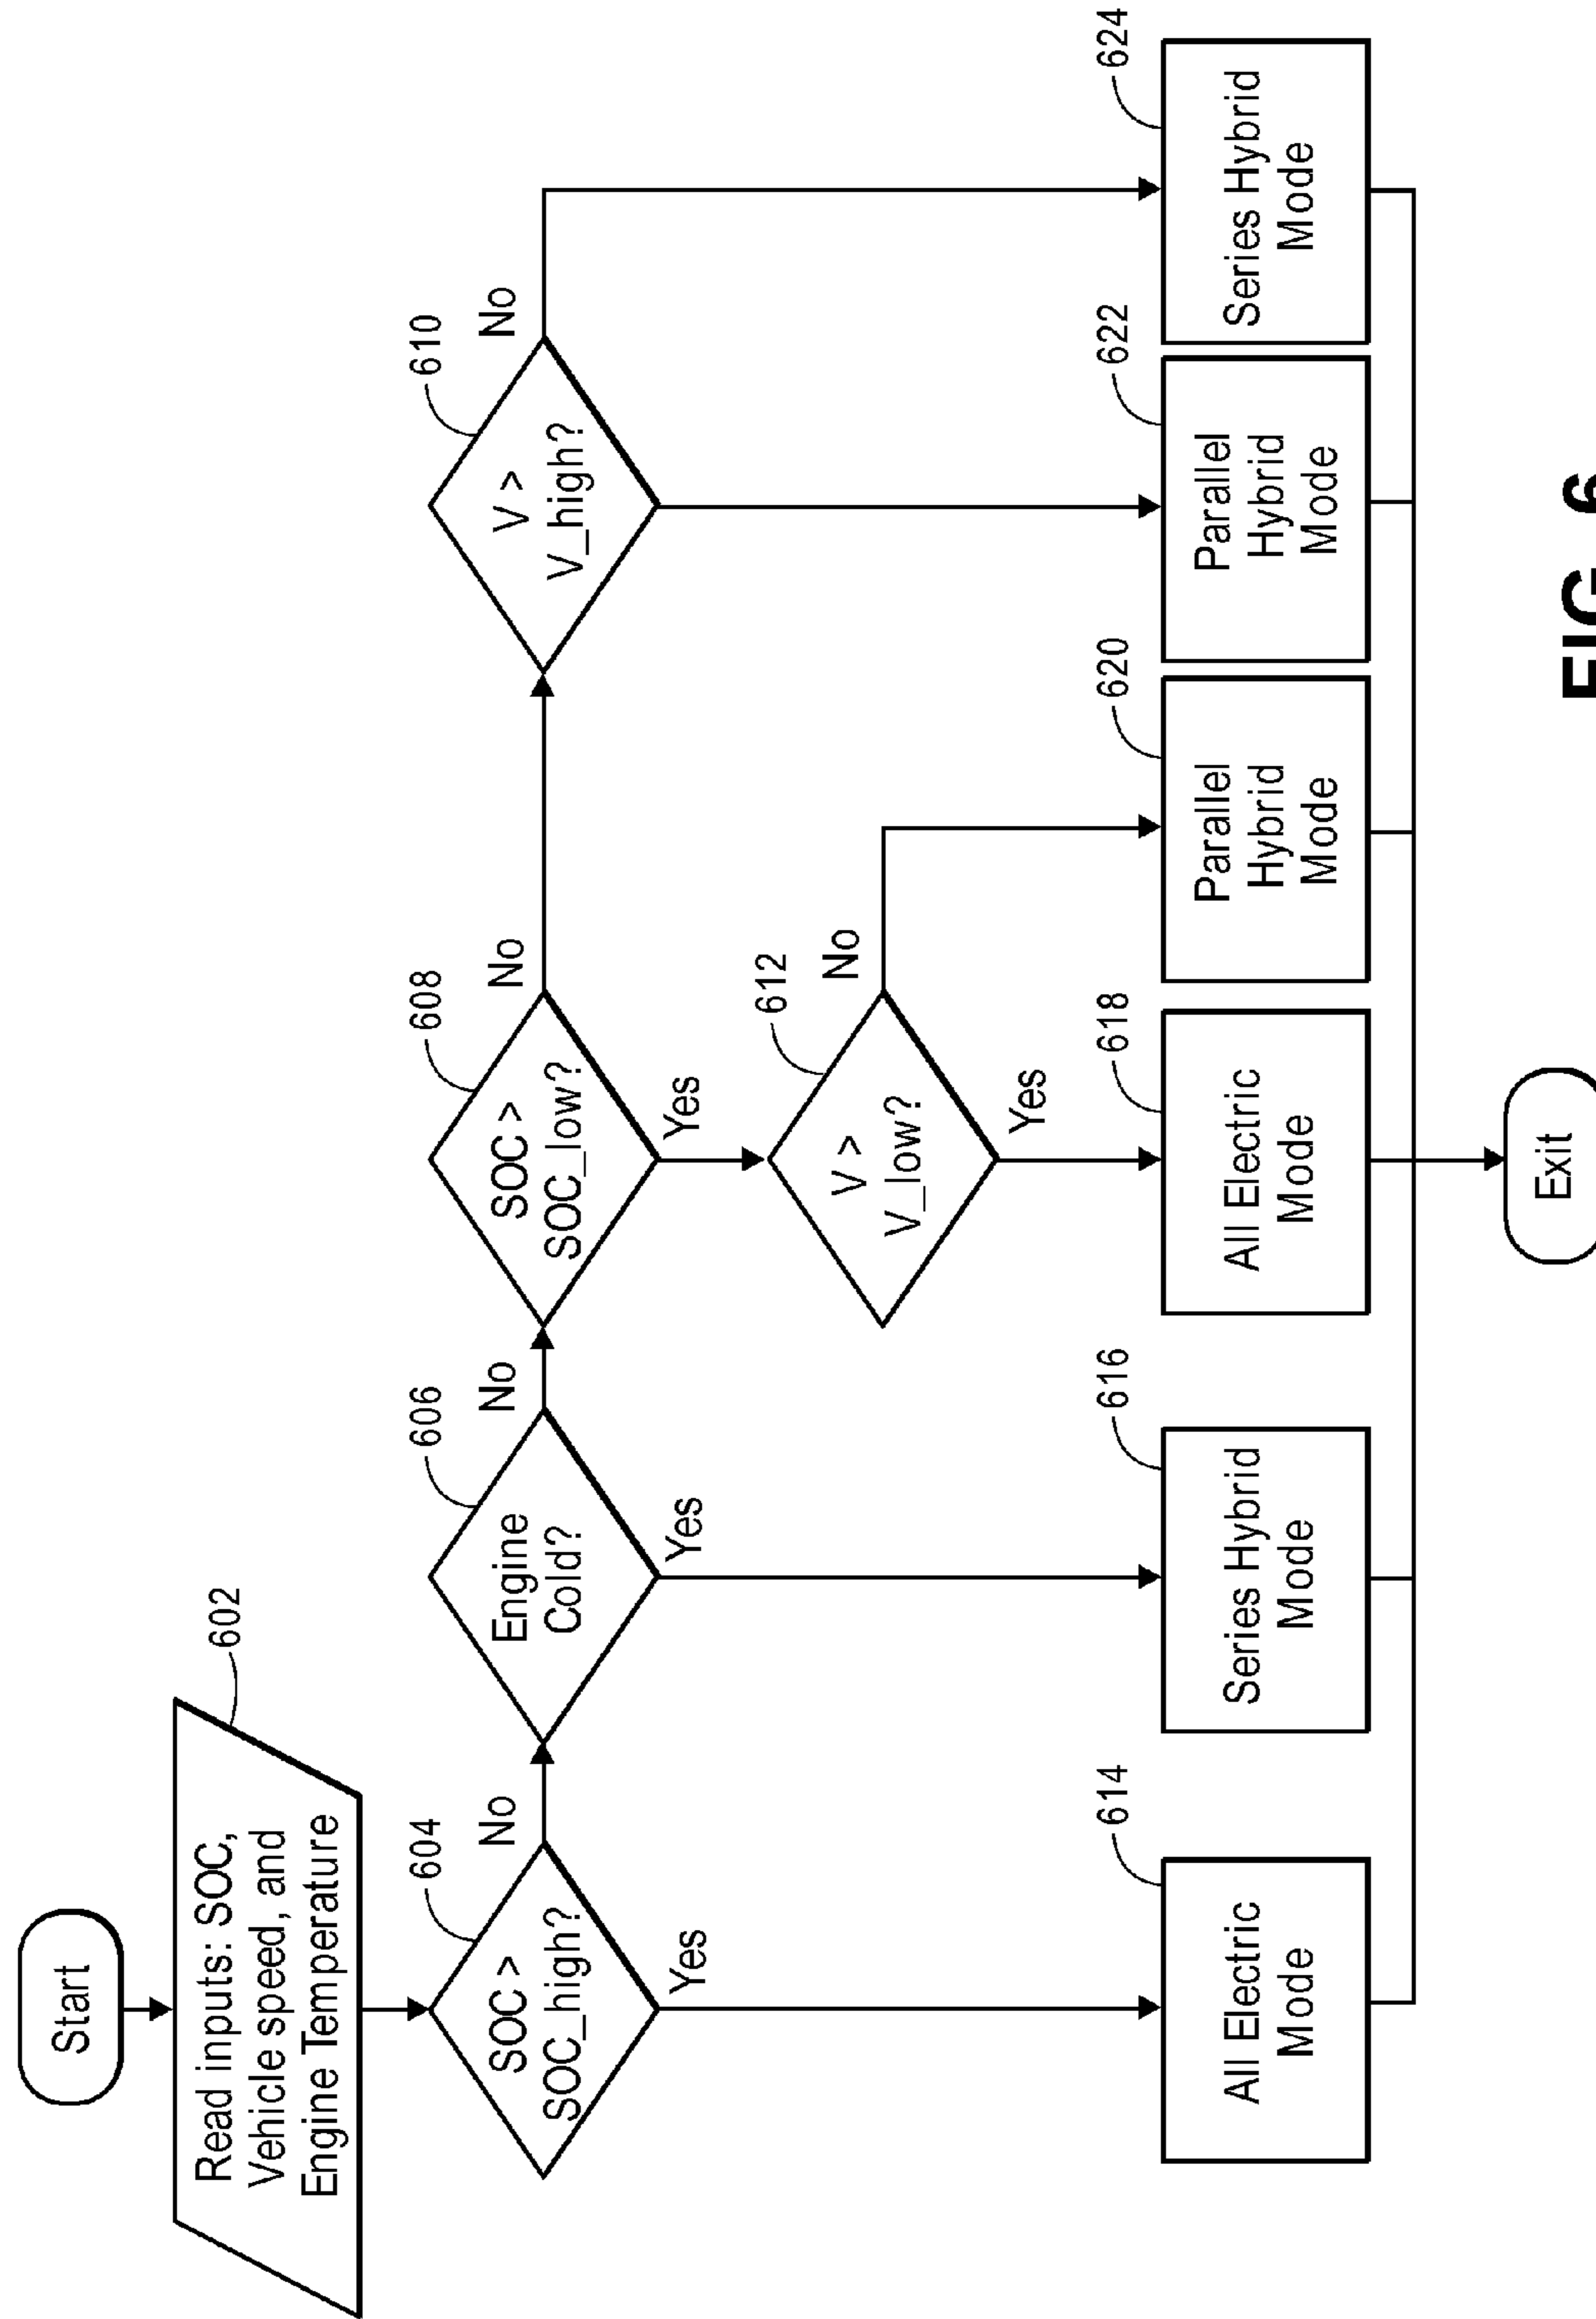 Start
Read inputs: SOC,
Vehicle speed, and
Engine Temperature
602
SOC >
SOC_high?
604
No
Yes
Engine
Cold?
606
No
Yes
SOC >
SOC_low?
608
No
Yes
V >
V_high?
610
No
V >
V_low?
612
No
Yes
All Electric
Mode
614
Series Hybrid
Mode
616
All Electric
Mode
618
Parallel
Hybrid
Mode
620
Parallel
Hybrid
Mode
622
Series Hybrid
Mode
624
Exit
FIG. 6